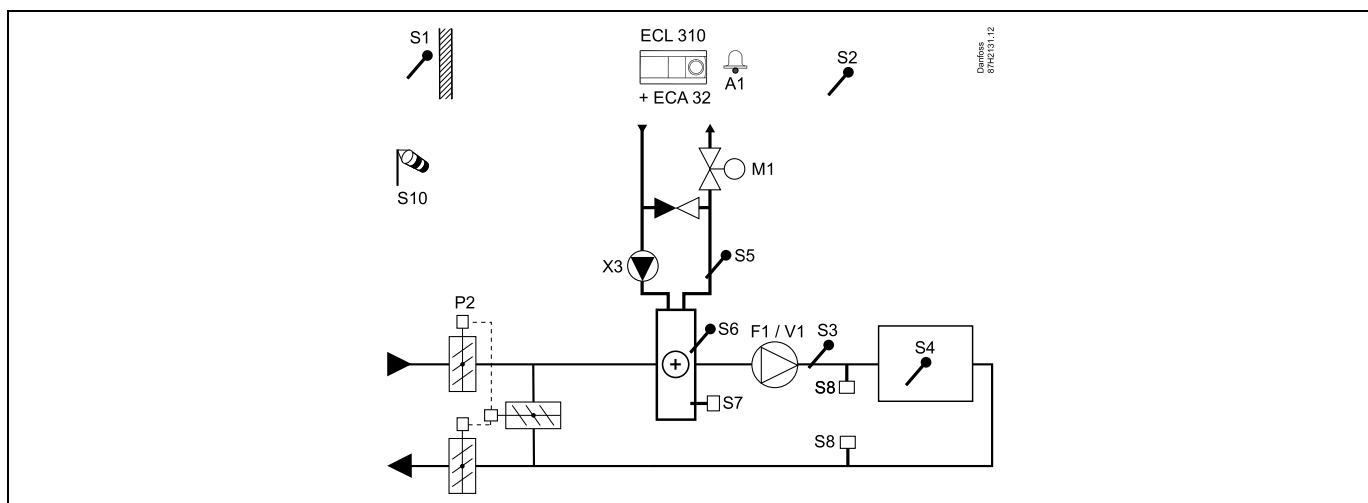 S1
ECL 310
A1
+ ECA 32
S2
Danfoss
87H2131.12
S10
M1
X3
S5
P2
S6
F1 / V1
S3
S4
+
S7
S8
S8